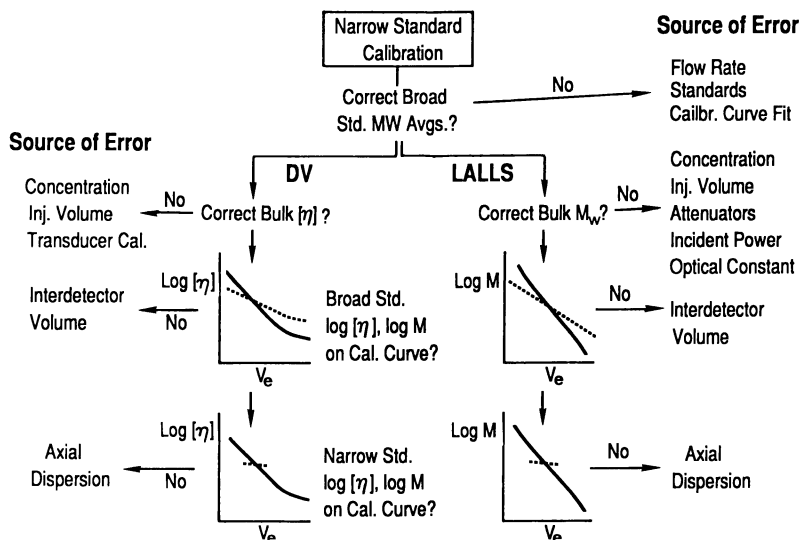 Narrow Standard
Calibration
Source of Error
No
Flow Rate
Standards
Cailbr. Curve Fit
Correct Broad
Std. MW Avgs.?
Source of Error
DV
LALLS
Concentration
Inj. Volume
Transducer Cal.
No
Correct Bulk [η] ?
Correct Bulk Mw?
No
Concentration
Inj. Volume
Attenuators
Incident Power
Optical Constant
Interdetector
Volume
No
Log [η]
Ve
Broad Std.
log [η], log M
on Cal. Curve?
Log M
Ve
No
Interdetector
Volume
Axial
Dispersion
No
Log [η]
Ve
Narrow Std.
log [η], log M
on Cal. Curve?
Log M
Ve
No
Axial
Dispersion